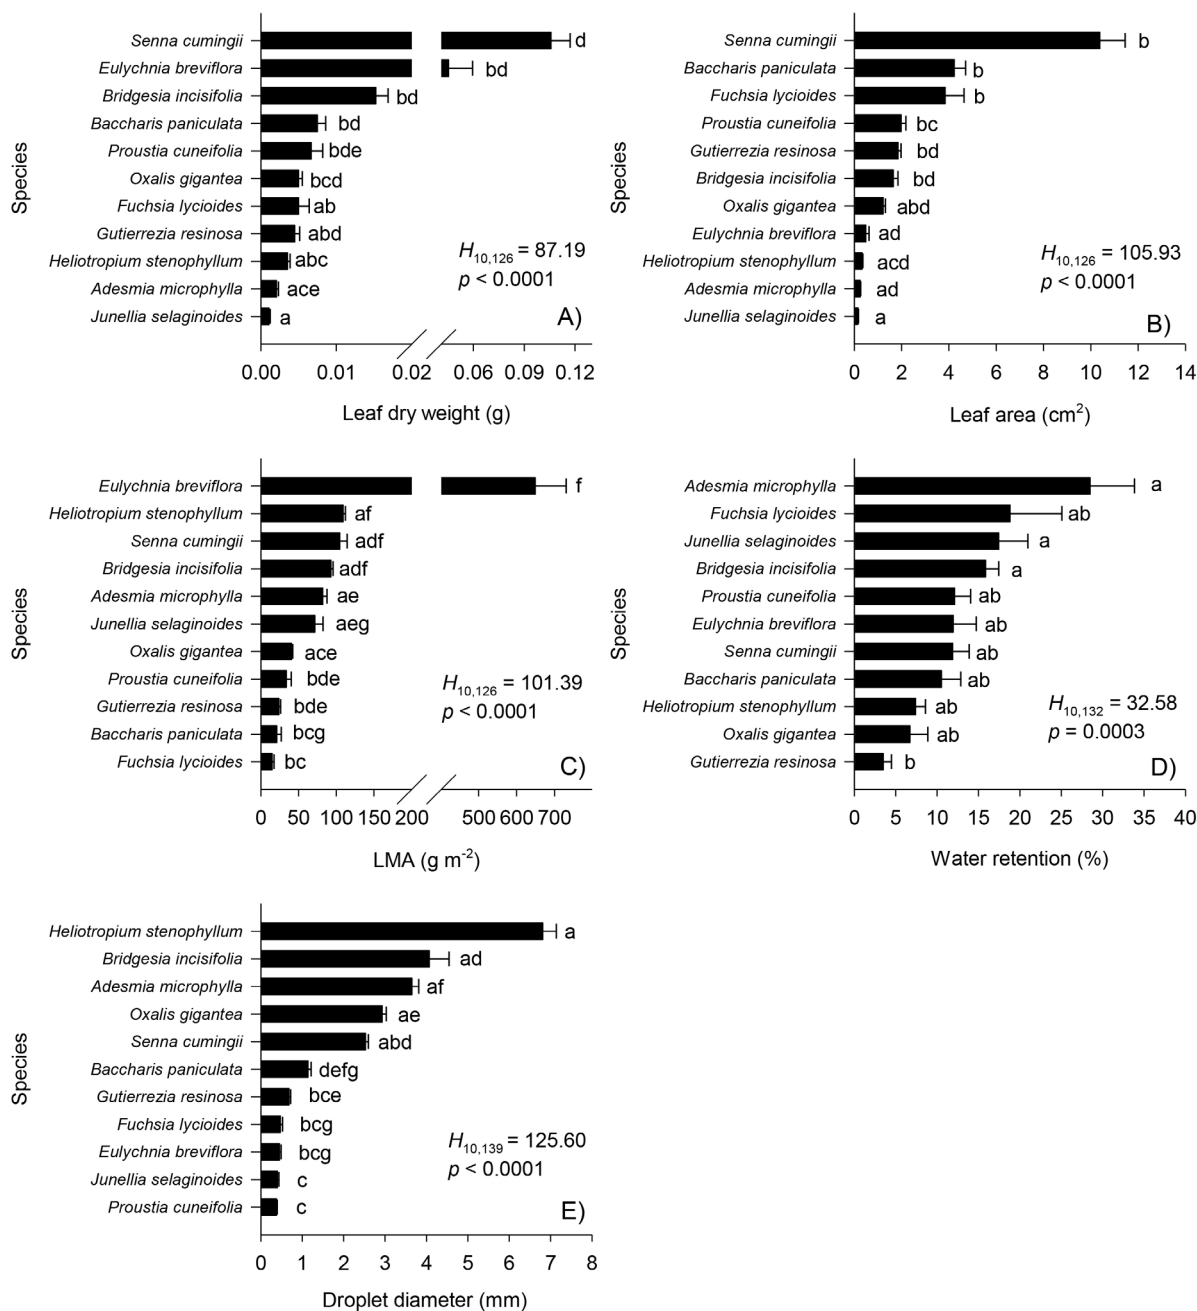 Species
Senna cumingii d
Eulychnia breviflora bd
Bridgesia incisifolia bd
Baccharis paniculata bd
Proustia cuneifolia bde
Oxalis gigantea bcd
Fuchsia lycioides ab
Gutierrezia resinosa abd
Heliotropium stenophyllum abc
Adesmia microphylla ace
Junellia selaginoides a
H10,126 = 87.19
p < 0.0001
A)
0.00 0.01 0.02 0.06 0.09 0.12
Leaf dry weight (g)
Species
Senna cumingii b
Baccharis paniculata b
Fuchsia lycioides b
Proustia cuneifolia bc
Gutierrezia resinosa bd
Bridgesia incisifolia bd
Oxalis gigantea abd
Eulychnia breviflora ad
Heliotropium stenophyllum acd
Adesmia microphylla ad
Junellia selaginoides a
H10,126 = 105.93
p < 0.0001
B)
0 2 4 6 8 10 12 14
Leaf area (cm2)
Species
Eulychnia breviflora f
Heliotropium stenophyllum af
Senna cumingii adf
Bridgesia incisifolia adf
Adesmia microphylla ae
Junellia selaginoides aeg
Oxalis gigantea ace
Proustia cuneifolia bde
Gutierrezia resinosa bde
Baccharis paniculata bcg
Fuchsia lycioides bc
H10,126 = 101.39
p < 0.0001
C)
0 50 100 150 200 500 600 700
LMA (g m-2)
Species
Adesmia microphylla a
Fuchsia lycioides ab
Junellia selaginoides a
Bridgesia incisifolia a
Proustia cuneifolia ab
Eulychnia breviflora ab
Senna cumingii ab
Baccharis paniculata ab
Heliotropium stenophyllum ab
Oxalis gigantea ab
Gutierrezia resinosa b
H10,132 = 32.58
p = 0.0003
D)
0 5 10 15 20 25 30 35 40
Water retention (%)
Species
Heliotropium stenophyllum a
Bridgesia incisifolia ad
Adesmia microphylla af
Oxalis gigantea ae
Senna cumingii abd
Baccharis paniculata defg
Gutierrezia resinosa bce
Fuchsia lycioides bcg
Eulychnia breviflora bcg
Junellia selaginoides c
Proustia cuneifolia c
H10,139 = 125.60
p < 0.0001
E)
0 1 2 3 4 5 6 7 8
Droplet diameter (mm)